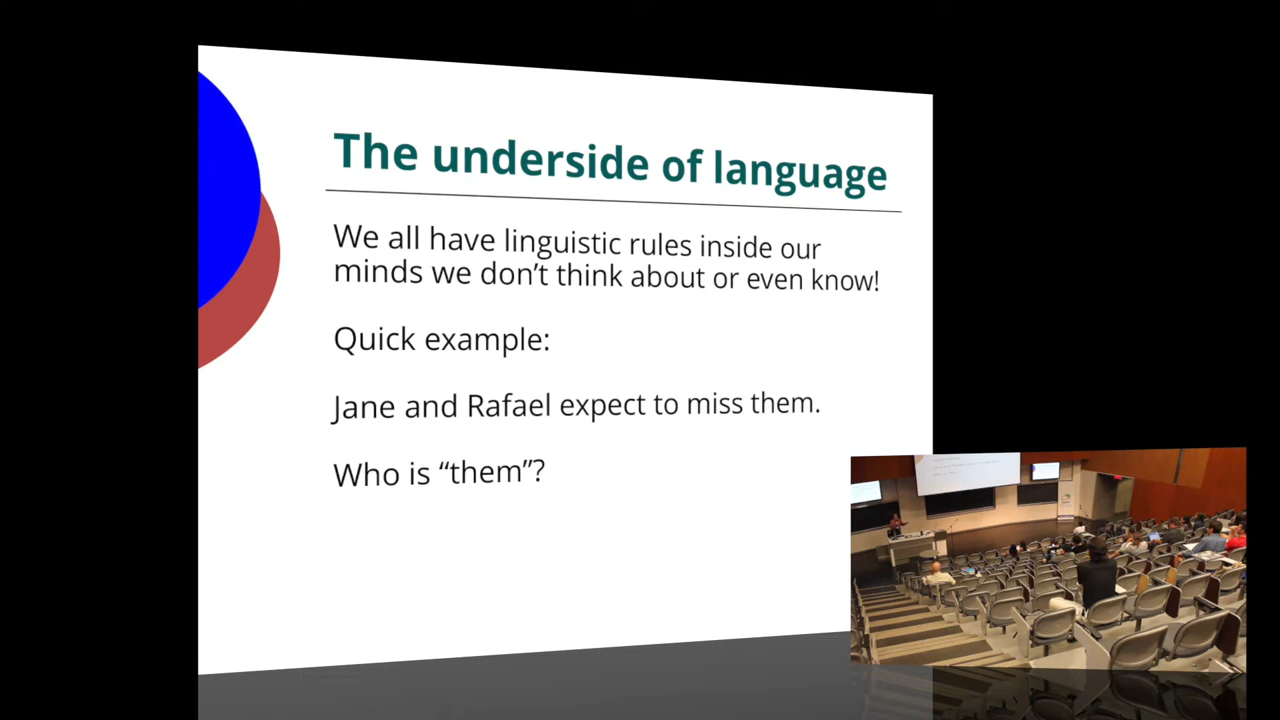 The underside of language
We all have linguistic rules inside our
minds we don't think about or even know!
Quick example:
Jane and Rafael expect to miss them.
Who is “them”?